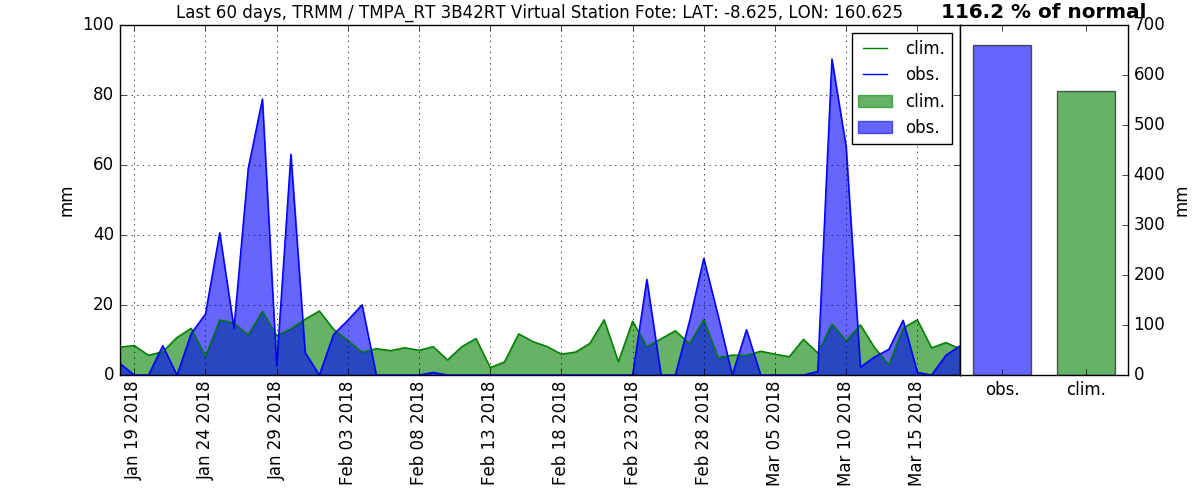 Last 60 days, TRMM / TMPA_RT 3B42RT Virtual Station Fote: LAT: -8.625, LON: 160.625
116.2 % of normal
100
80
60
40
20
0
mm
clim.
obs.
clim.
obs.
700
600
500
400
300
200
100
0
mm
obs.
clim.
Jan 19 2018
Jan 24 2018
Jan 29 2018
Feb 03 2018
Feb 08 2018
Feb 13 2018
Feb 18 2018
Feb 23 2018
Feb 28 2018
Mar 05 2018
Mar 10 2018
Mar 15 2018